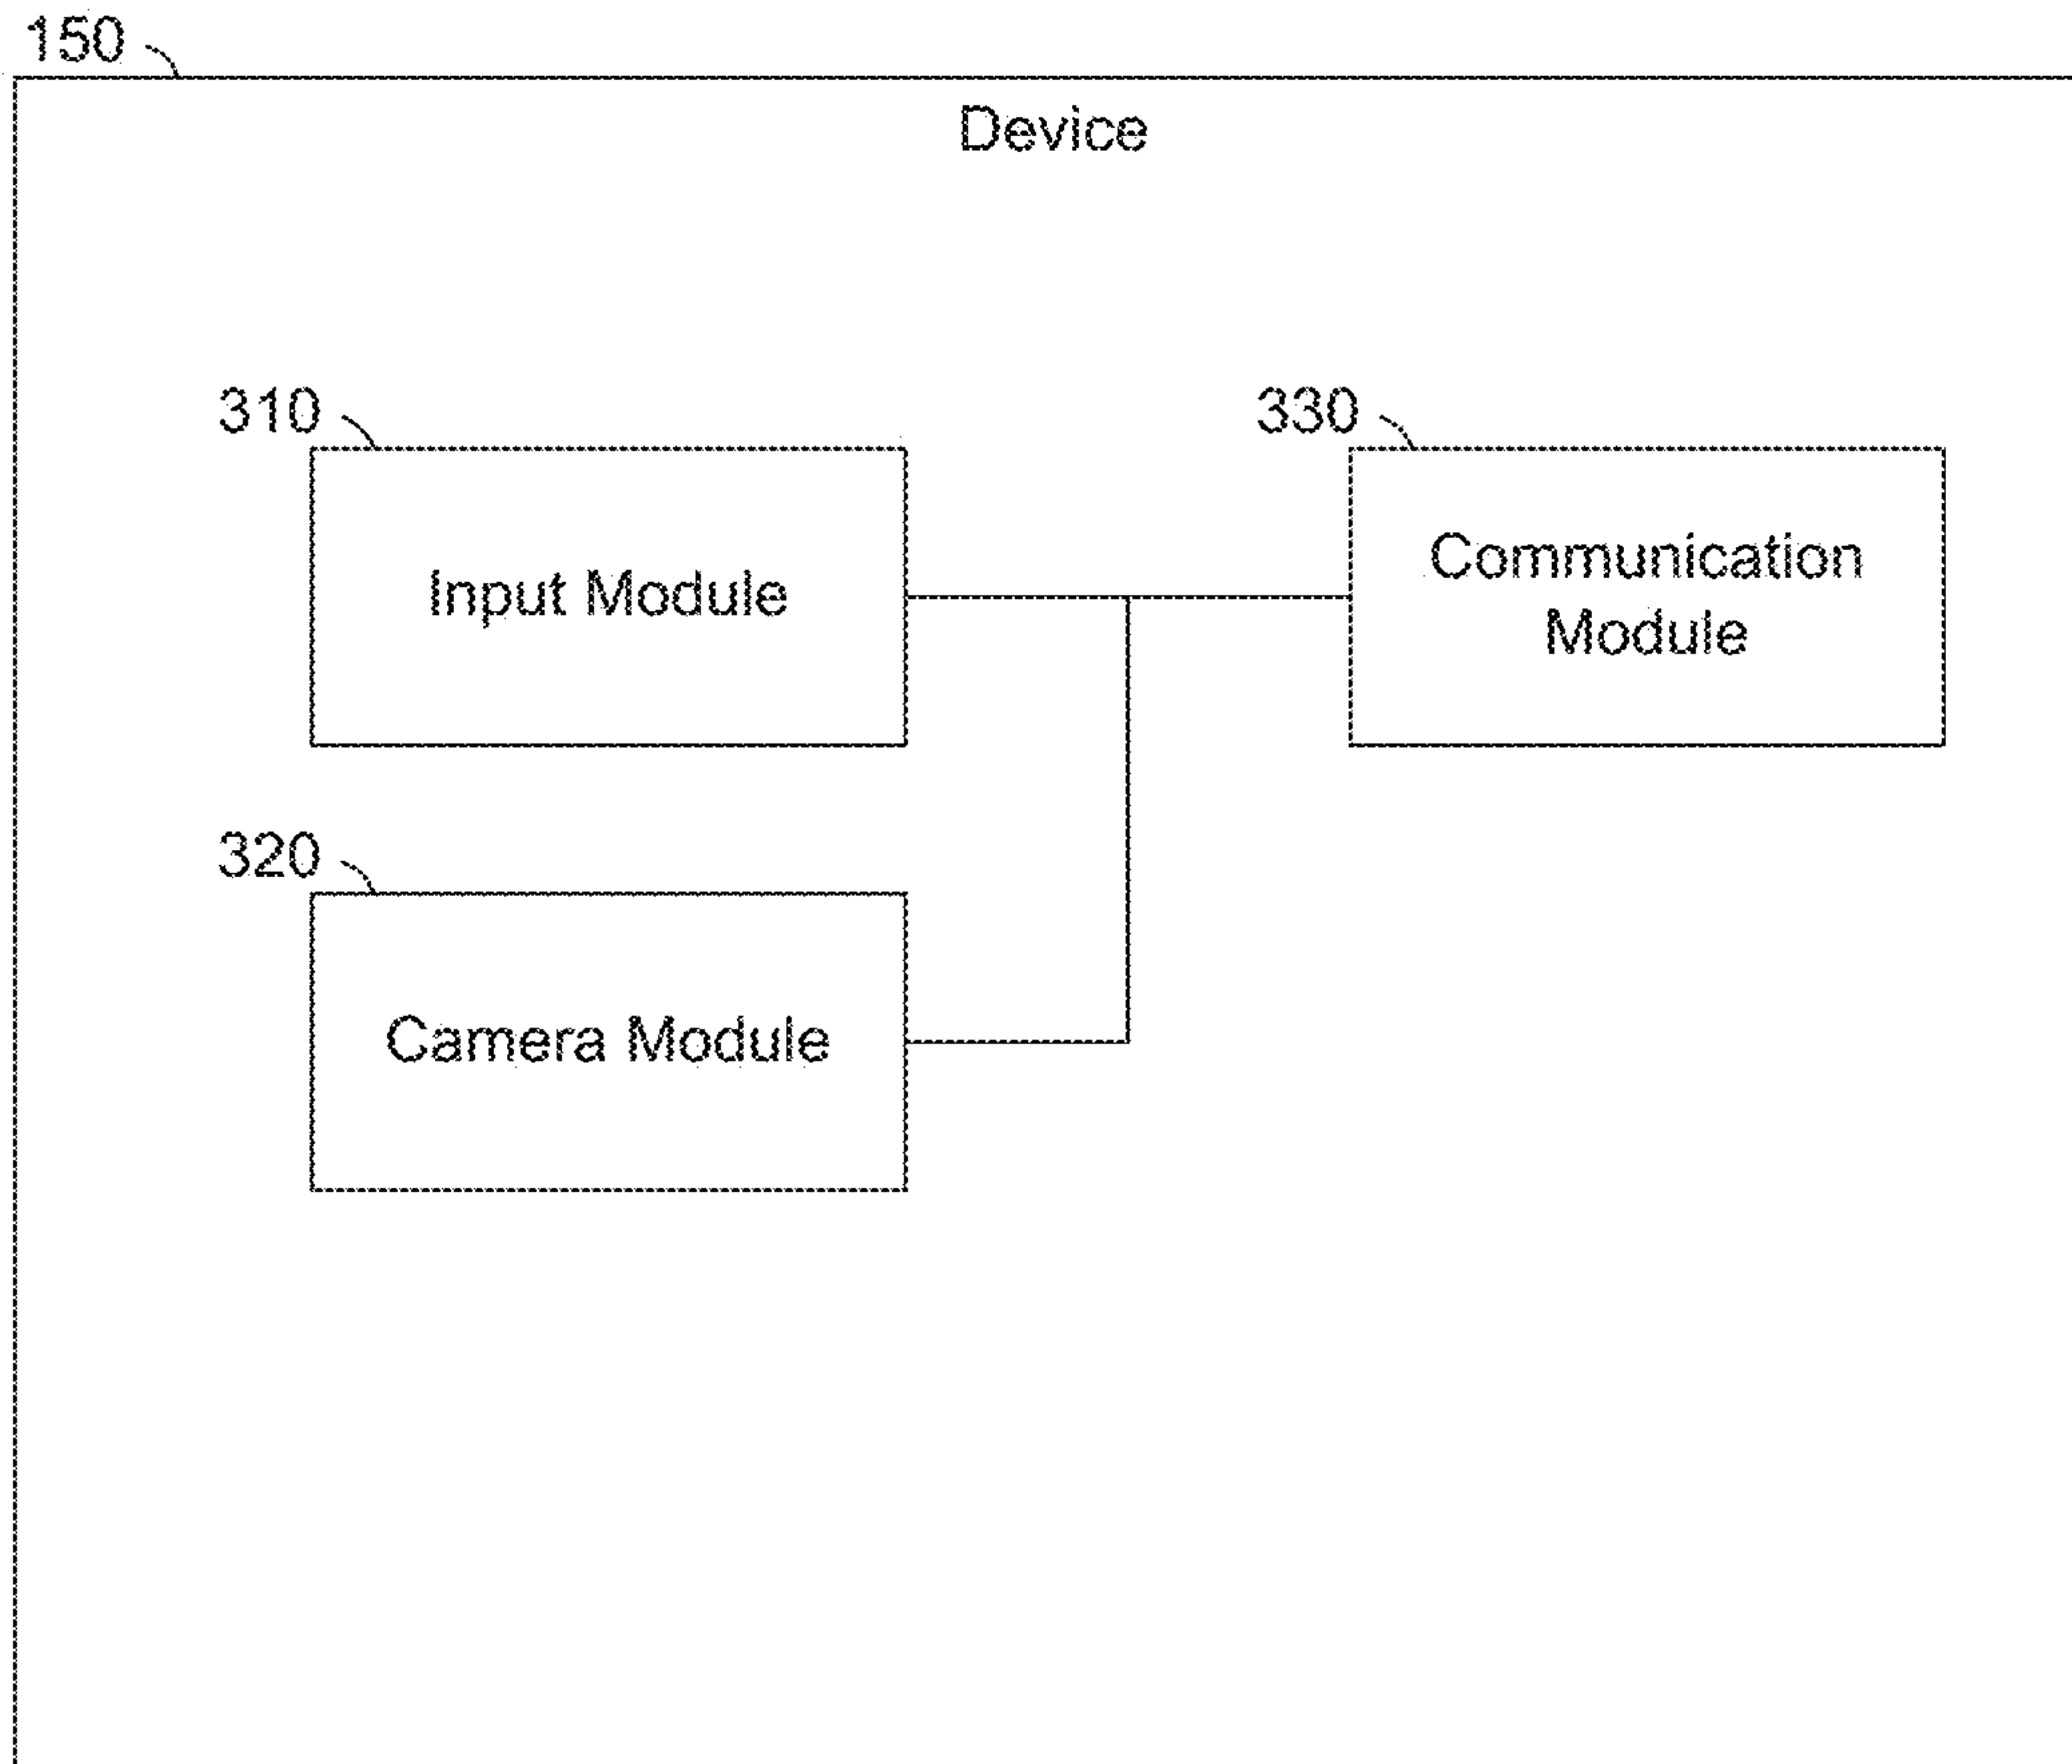 150
Device
310
330
Input Module
Communication
Module
320
Camera Module